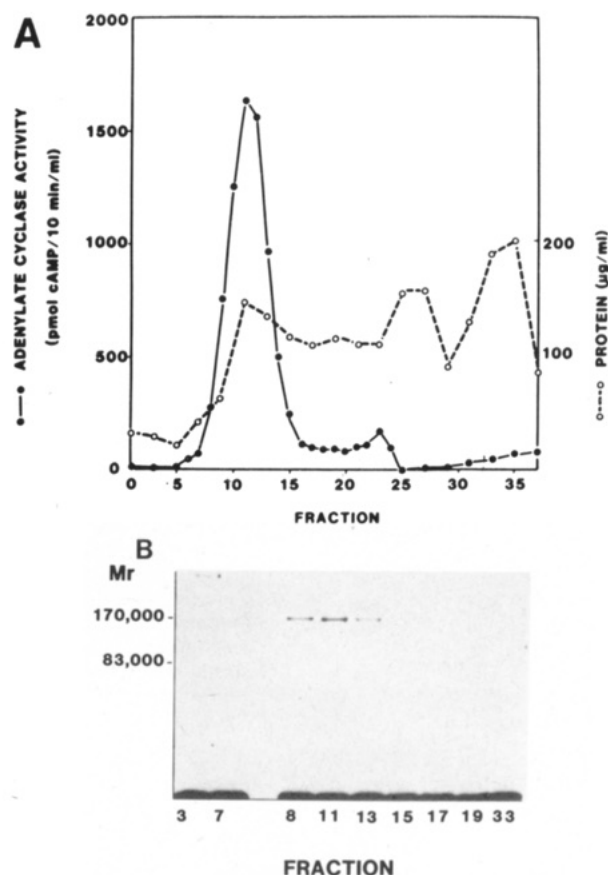 A
2000
1500
1000
500
0
●—● ADENYLATE CYCLASE ACTIVITY
(pmol cAMP/10 min/ml)
200
100
○---○ PROTEIN (µg/ml)
0 5 10 15 20 25 30 35
FRACTION
B
Mr
170,000
83,000
3 7 8 11 13 15 17 19 33
FRACTION